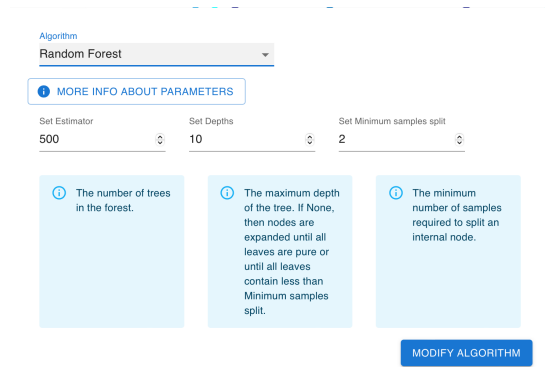 Algorithm
Random Forest
MORE INFO ABOUT PARAMETERS
Set Estimator
500
Set Depths
10
Set Minimum samples split
2
The number of trees
in the forest.
The maximum depth
of the tree. If None,
then nodes are
expanded until all
leaves are pure or
until all leaves
contain less than
Minimum samples
split.
The minimum
number of samples
required to split an
internal node.
MODIFY ALGORITHM